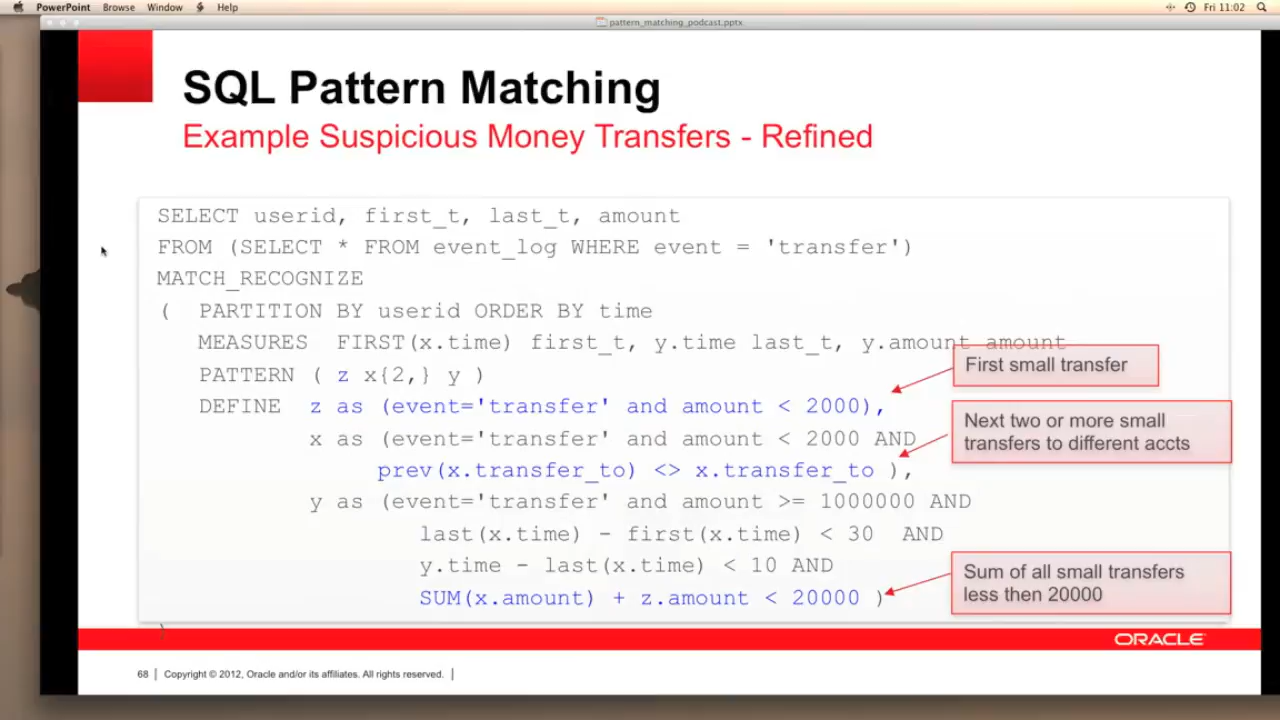 PowerPoint Browse Window Help Fri 11:02
pattern_matching_podcast.pptx
SQL Pattern Matching
Example Suspicious Money Transfers - Refined
SELECT userid, first_t, last_t, amount
FROM (SELECT * FROM event_log WHERE event = 'transfer')
MATCH_RECOGNIZE
( PARTITION BY userid ORDER BY time
MEASURES FIRST(x.time) first_t, y.time last_t, y.amount amount
PATTERN ( z x{2,} y )
DEFINE z as (event='transfer' and amount < 2000),
x as (event='transfer' and amount < 2000 AND
prev(x.transfer_to) <> x.transfer_to ),
y as (event='transfer' and amount >= 1000000 AND
last(x.time) - first(x.time) < 30 AND
y.time - last(x.time) < 10 AND
SUM(x.amount) + z.amount < 20000 )
)
First small transfer
Next two or more small
transfers to different accts
Sum of all small transfers
less then 20000
ORACLE
68 | Copyright © 2012, Oracle and/or its affiliates. All rights reserved. |